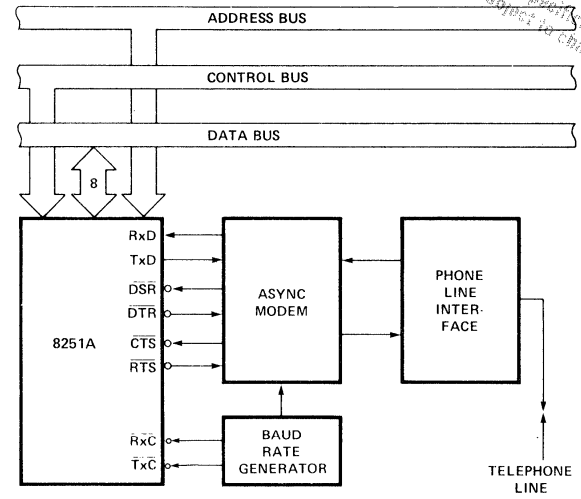 ADDRESS BUS
CONTROL BUS
DATA BUS
8
RxD
TxD
DSR
DTR
8251A
CTS
RTS
RxC
TxC
ASYNC
MODEM
PHONE
LINE
INTER-
FACE
BAUD
RATE
GENERATOR
TELEPHONE
LINE